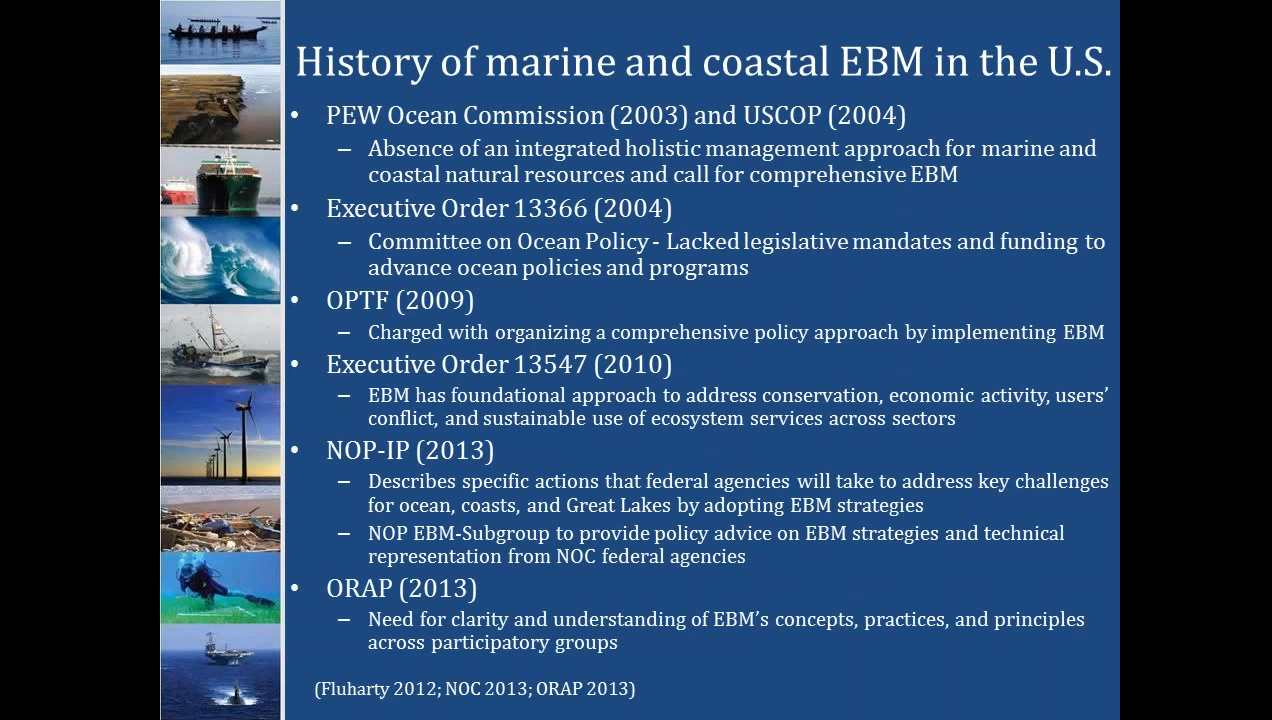 History of marine and coastal EBM in the U.S.
• PEW Ocean Commission (2003) and USCOP (2004)
– Absence of an integrated holistic management approach for marine and
coastal natural resources and call for comprehensive EBM
• Executive Order 13366 (2004)
– Committee on Ocean Policy - Lacked legislative mandates and funding to
advance ocean policies and programs
• OPTF (2009)
– Charged with organizing a comprehensive policy approach by implementing EBM
• Executive Order 13547 (2010)
– EBM has foundational approach to address conservation, economic activity, users’
conflict, and sustainable use of ecosystem services across sectors
• NOP-IP (2013)
– Describes specific actions that federal agencies will take to address key challenges
for ocean, coasts, and Great Lakes by adopting EBM strategies
– NOP EBM-Subgroup to provide policy advice on EBM strategies and technical
representation from NOC federal agencies
• ORAP (2013)
– Need for clarity and understanding of EBM’s concepts, practices, and principles
across participatory groups
(Fluharty 2012; NOC 2013; ORAP 2013)